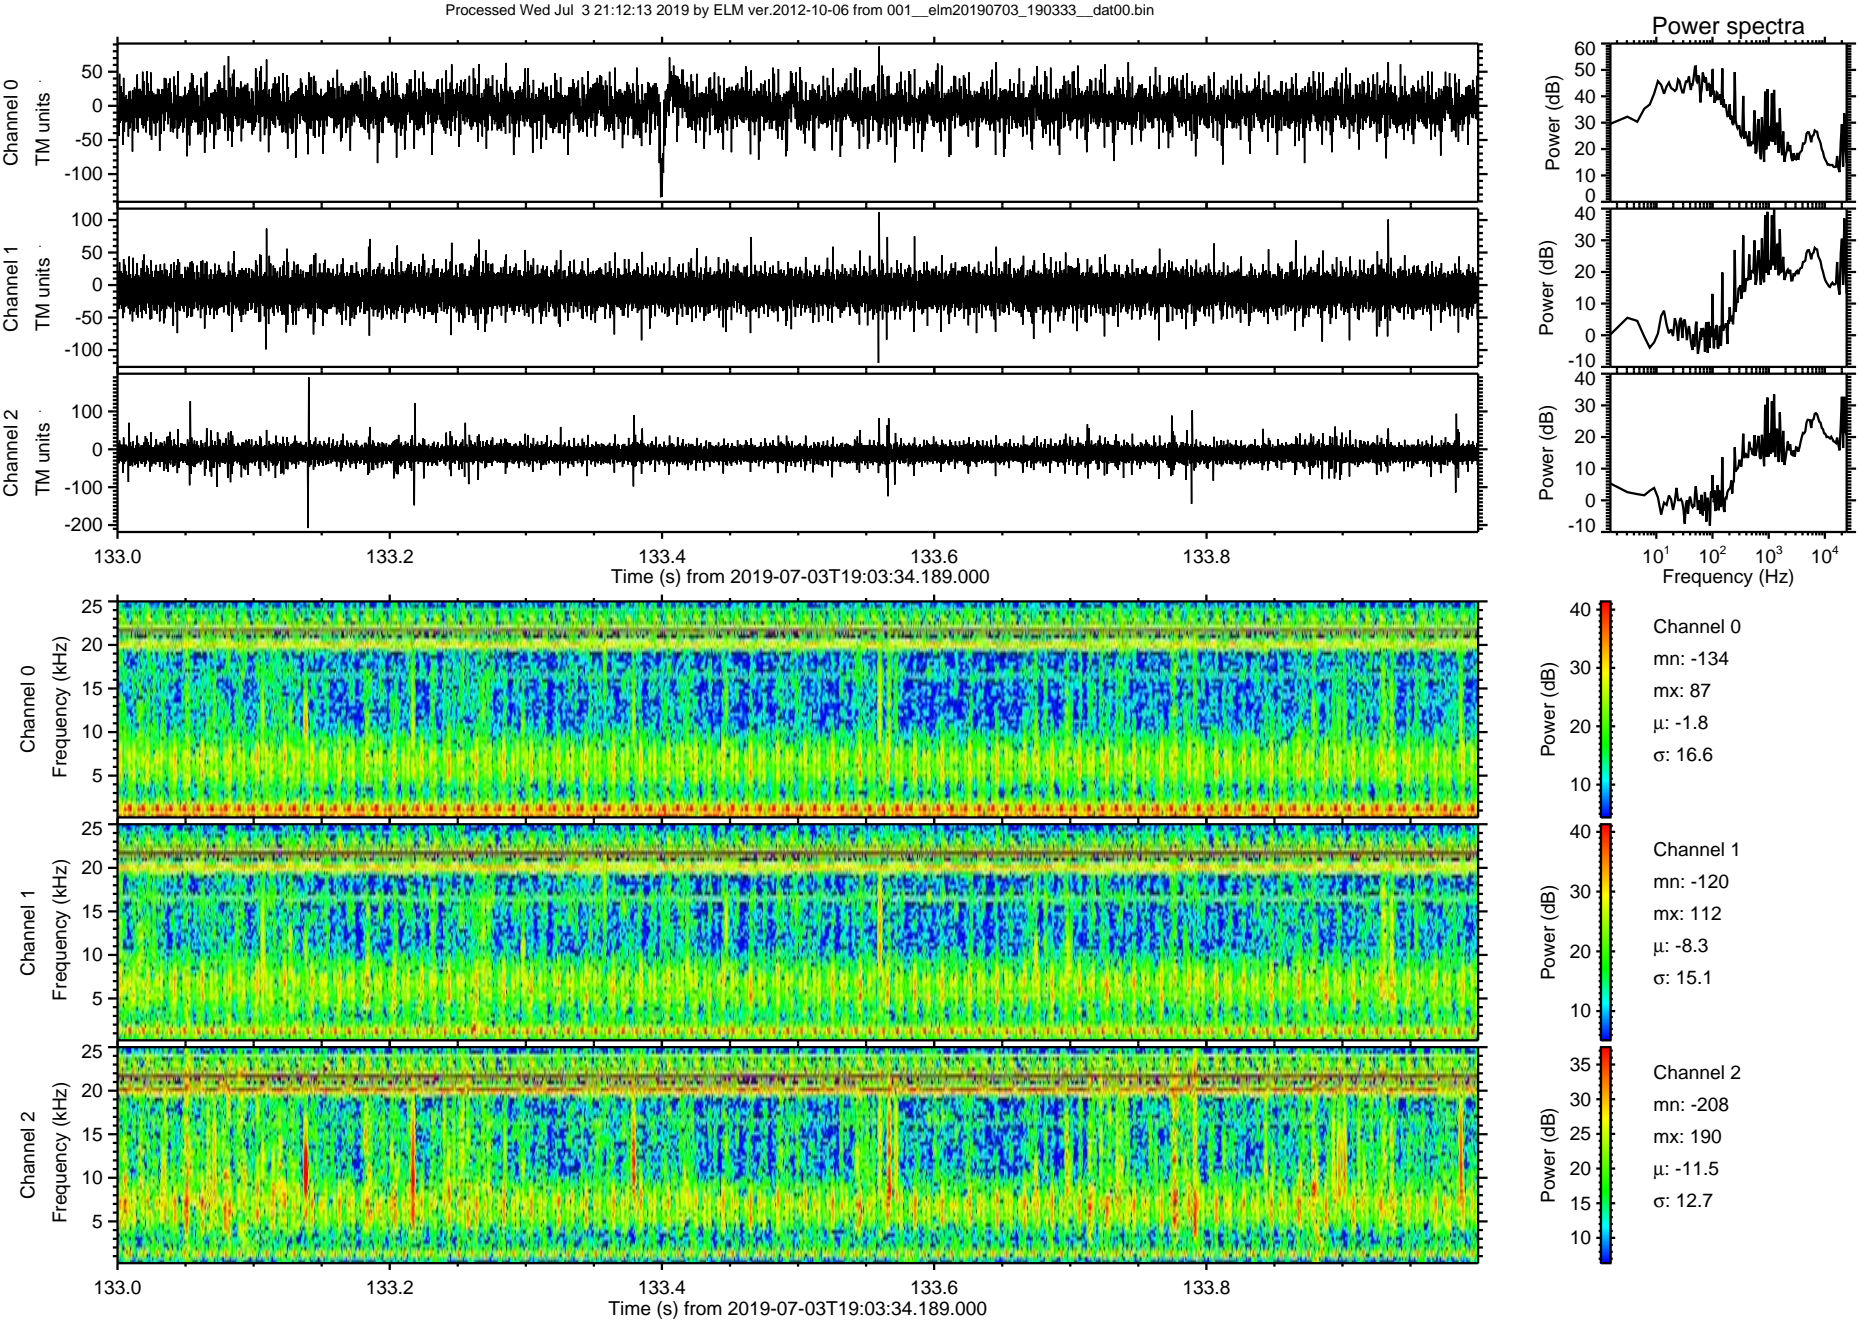 Processed Wed Jul  3 21:12:13 2019 by ELM ver.2012-10-06 from 001__elm20190703_190333__dat00.bin
Power spectra
Channel 0
TM units
50
0
-50
-100
Power (dB)
60
50
40
30
20
10
0
Channel 1
TM units
100
50
0
-50
-100
Power (dB)
40
30
20
10
0
-10
Channel 2
TM units
100
0
-100
-200
Power (dB)
40
30
20
10
0
-10
133.0 133.2 133.4 133.6 133.8
Time (s) from 2019-07-03T19:03:34.189.000
10¹ 10² 10³ 10⁴
Frequency (Hz)
Channel 0
Frequency (kHz)
25
20
15
10
5
Power (dB)
40
30
20
10
Channel 0
mn: -134
mx: 87
μ: -1.8
σ: 16.6
Channel 1
Frequency (kHz)
25
20
15
10
5
Power (dB)
40
30
20
10
Channel 1
mn: -120
mx: 112
μ: -8.3
σ: 15.1
Channel 2
Frequency (kHz)
25
20
15
10
5
Power (dB)
35
30
25
20
15
10
Channel 2
mn: -208
mx: 190
μ: -11.5
σ: 12.7
133.0 133.2 133.4 133.6 133.8
Time (s) from 2019-07-03T19:03:34.189.000